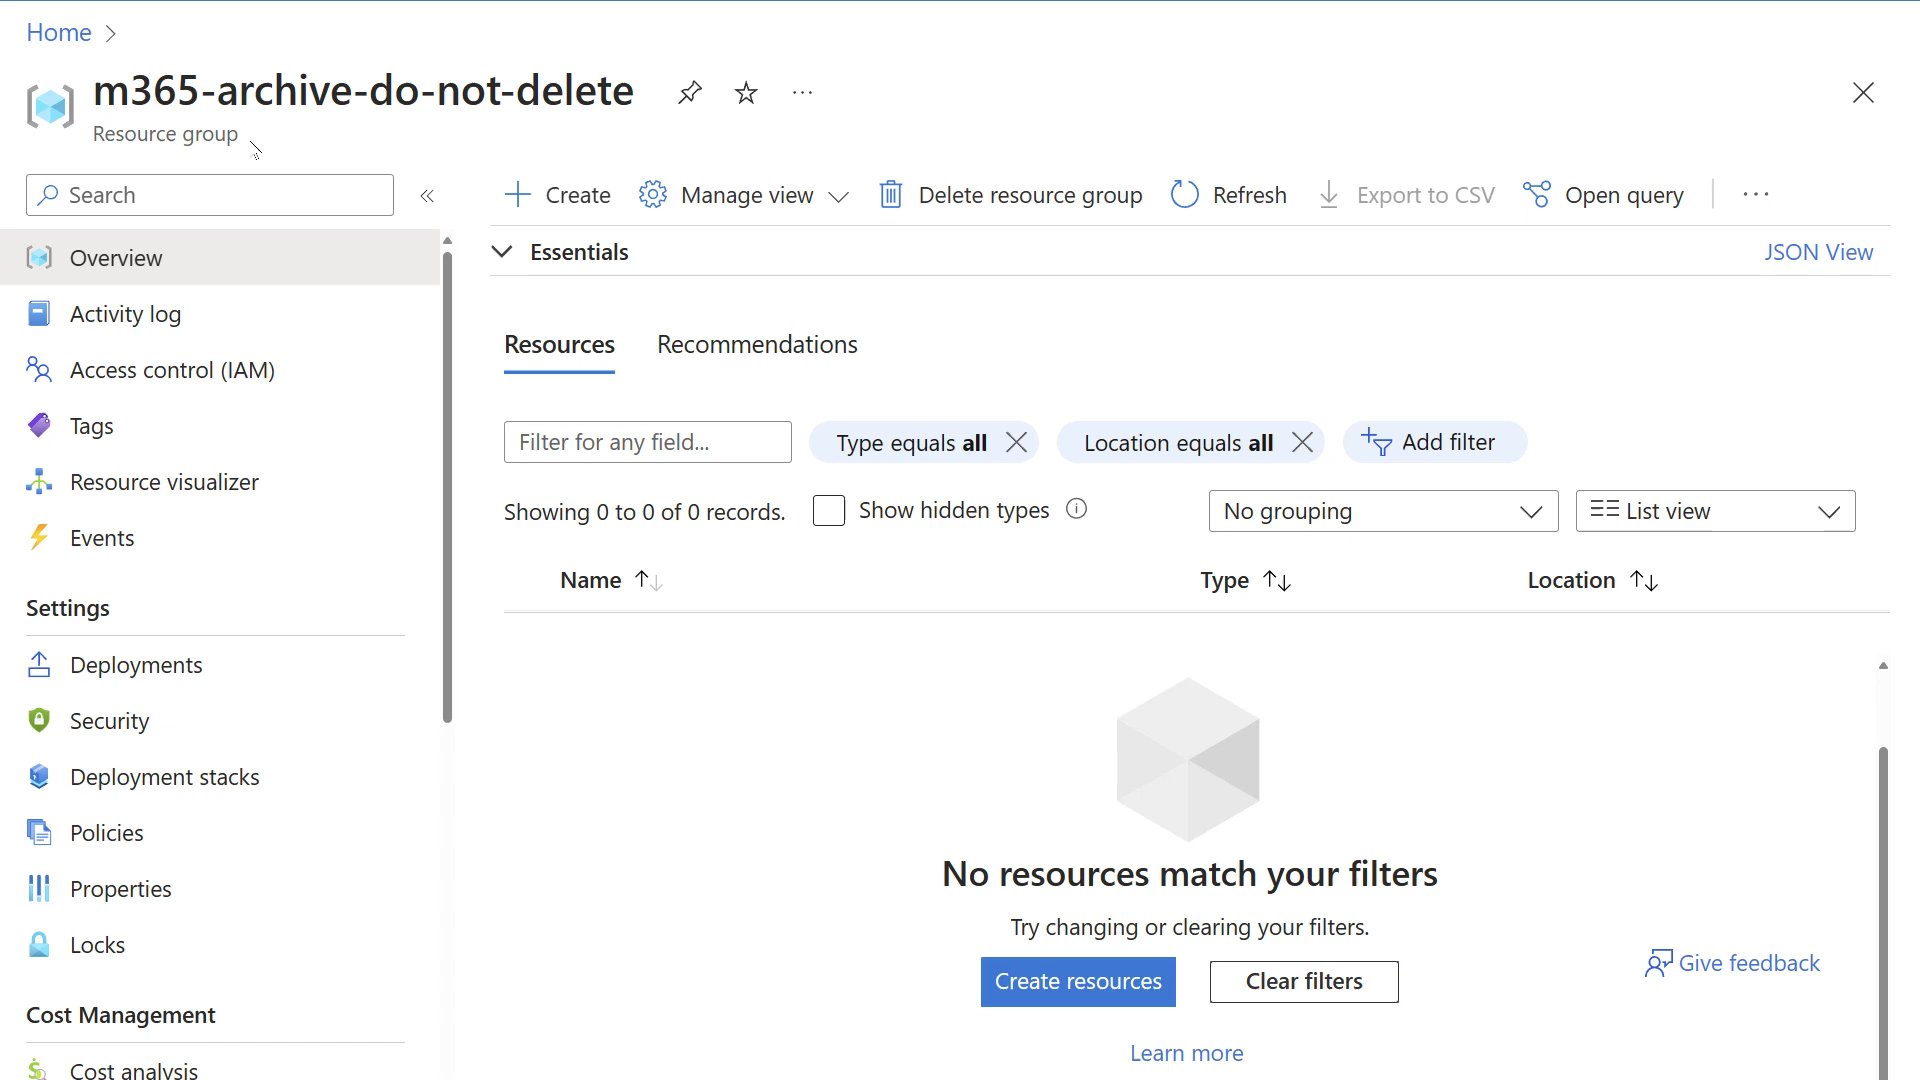 Home
m365-archive-do-not-delete
Resource group
Search
Create
Manage view
Delete resource group
Refresh
Export to CSV
Open query
Overview
Activity log
Access control (IAM)
Tags
Resource visualizer
Events
Settings
Deployments
Security
Deployment stacks
Policies
Properties
Locks
Cost Management
Cost analysis
Essentials
JSON View
Resources
Recommendations
Filter for any field...
Type equals all
Location equals all
Add filter
Showing 0 to 0 of 0 records.
Show hidden types
No grouping
List view
Name
Type
Location
No resources match your filters
Try changing or clearing your filters.
Create resources
Clear filters
Give feedback
Learn more